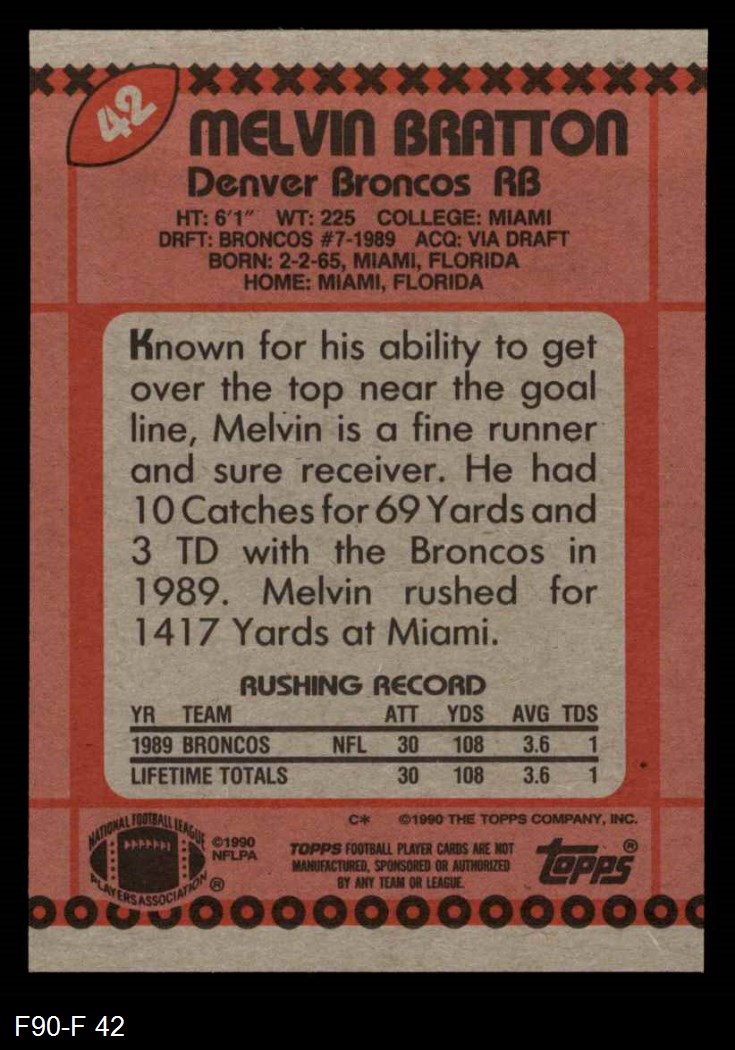 42
MELVIN BRATTON
Denver Broncos RB
HT: 6'1" WT: 225 COLLEGE: MIAMI
DRFT: BRONCOS #7-1989 ACQ: VIA DRAFT
BORN: 2-2-65, MIAMI, FLORIDA
HOME: MIAMI, FLORIDA
Known for his ability to get
over the top near the goal
line, Melvin is a fine runner
and sure receiver. He had
10 Catches for 69 Yards and
3 TD with the Broncos in
1989. Melvin rushed for
1417 Yards at Miami.
RUSHING RECORD
YR TEAM ATT YDS AVG TDS
1989 BRONCOS NFL 30 108 3.6 1
LIFETIME TOTALS 30 108 3.6 1
C* ©1990 THE TOPPS COMPANY, INC.
NATIONAL FOOTBALL LEAGUE
PLAYERS ASSOCIATION ®
©1990
NFLPA
TOPPS FOOTBALL PLAYER CARDS ARE NOT
MANUFACTURED, SPONSORED OR AUTHORIZED
BY ANY TEAM OR LEAGUE.
topps ®
F90-F 42